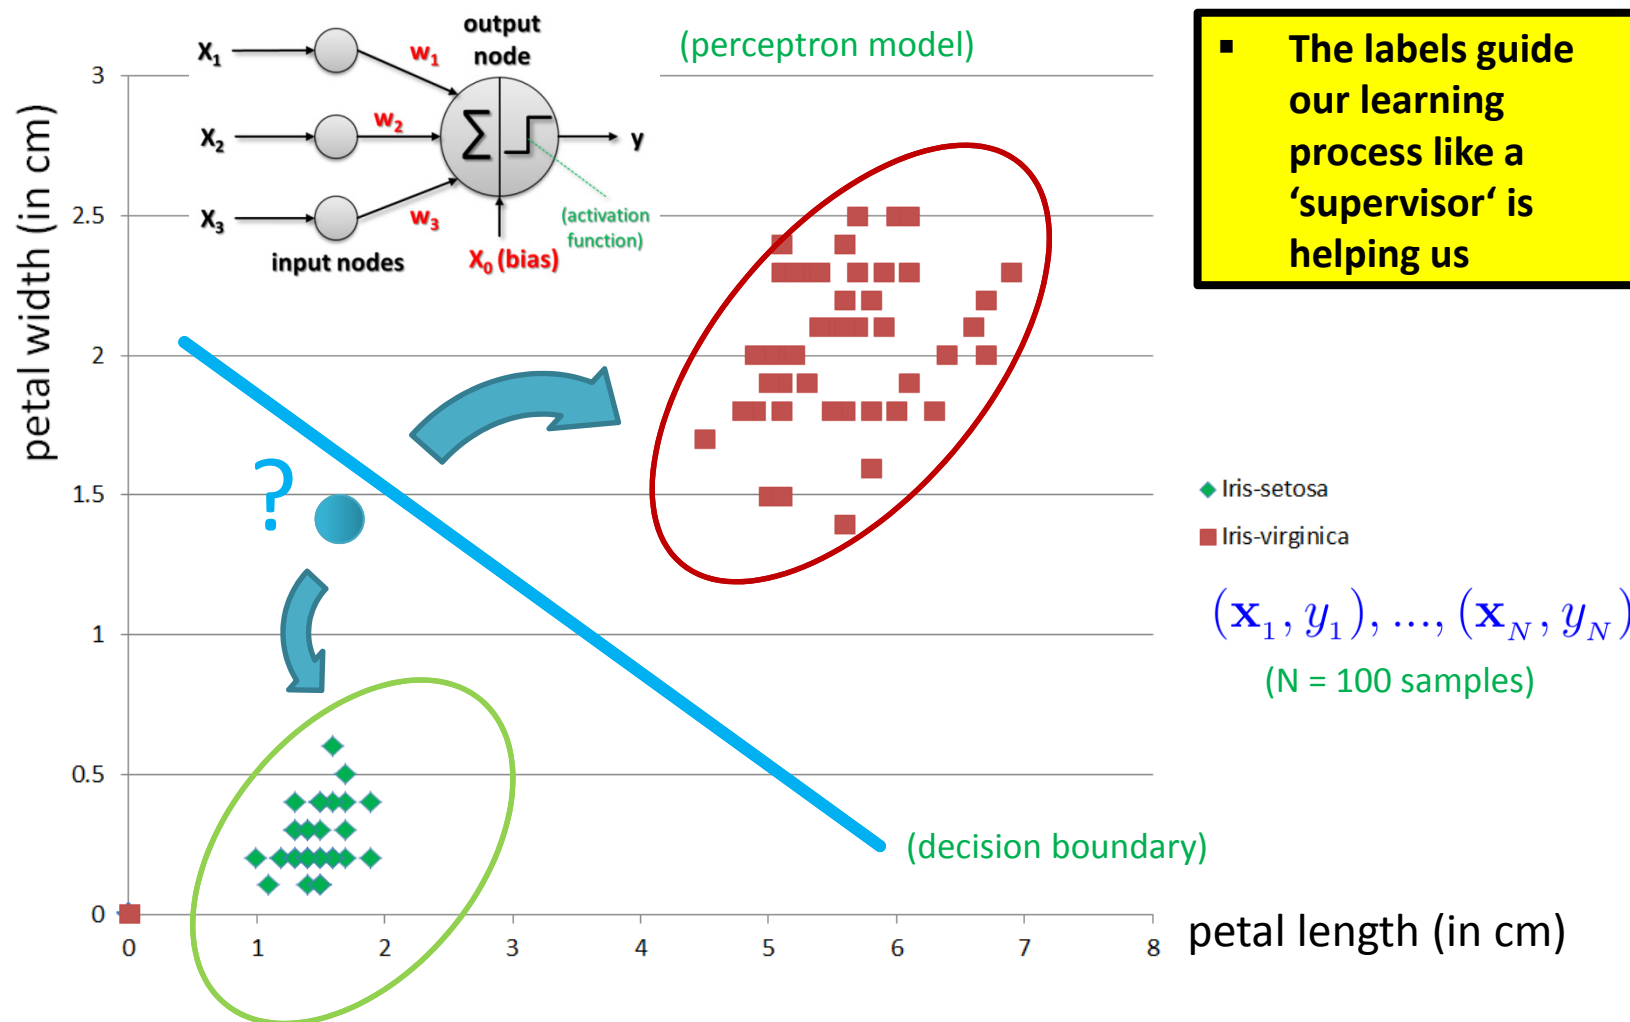 output
node
(perceptron model)
X1
w1
X2
w2
Σ
y
X3
w3
(activation
function)
input nodes
X0 (bias)
▪ The labels guide
our learning
process like a
‘supervisor‘ is
helping us
petal width (in cm)
3
2.5
2
1.5
1
0.5
0
?
Iris-setosa
Iris-virginica
(x1, y1), ..., (xN, yN)
(N = 100 samples)
(decision boundary)
0 1 2 3 4 5 6 7 8
petal length (in cm)